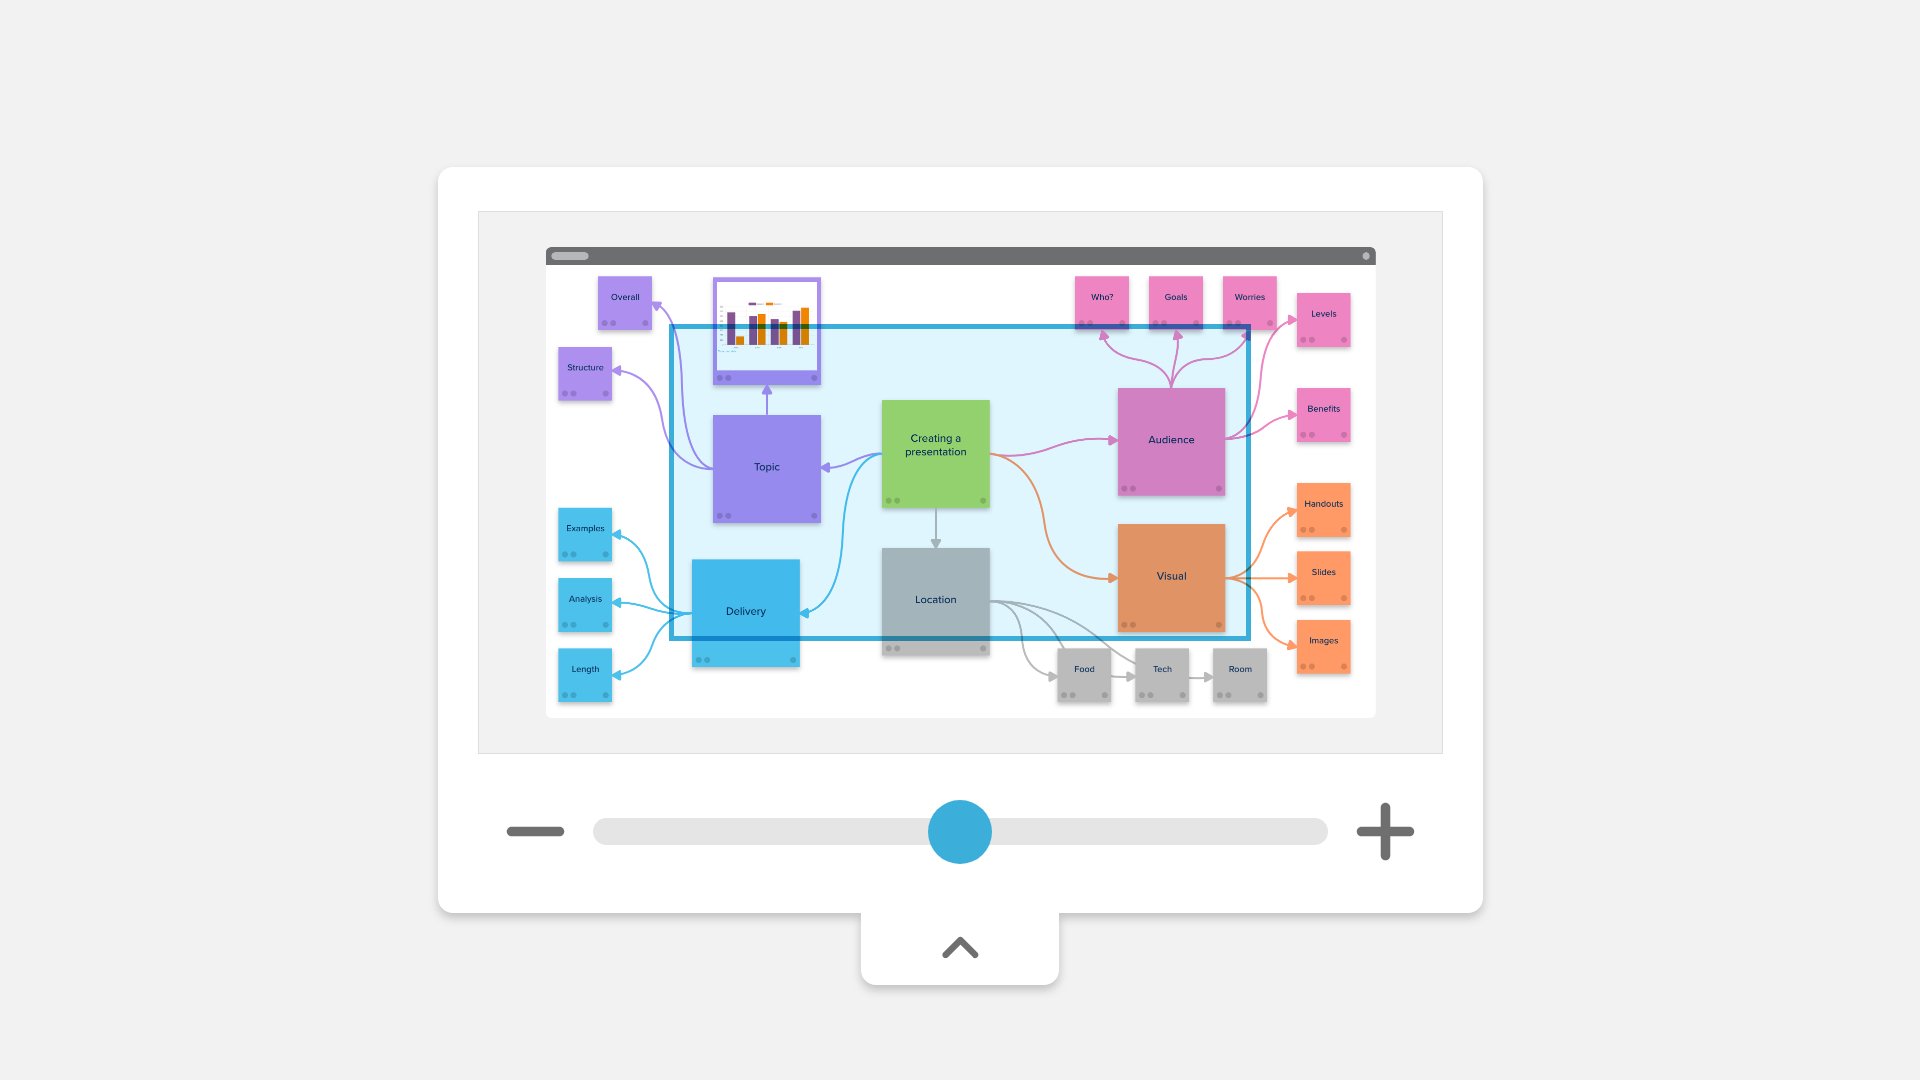 Overall
Who?
Goals
Worries
Levels
Structure
Benefits
Creating a
presentation
Audience
Topic
Handouts
Examples
Slides
Visual
Analysis
Location
Delivery
Images
Length
Food
Tech
Room